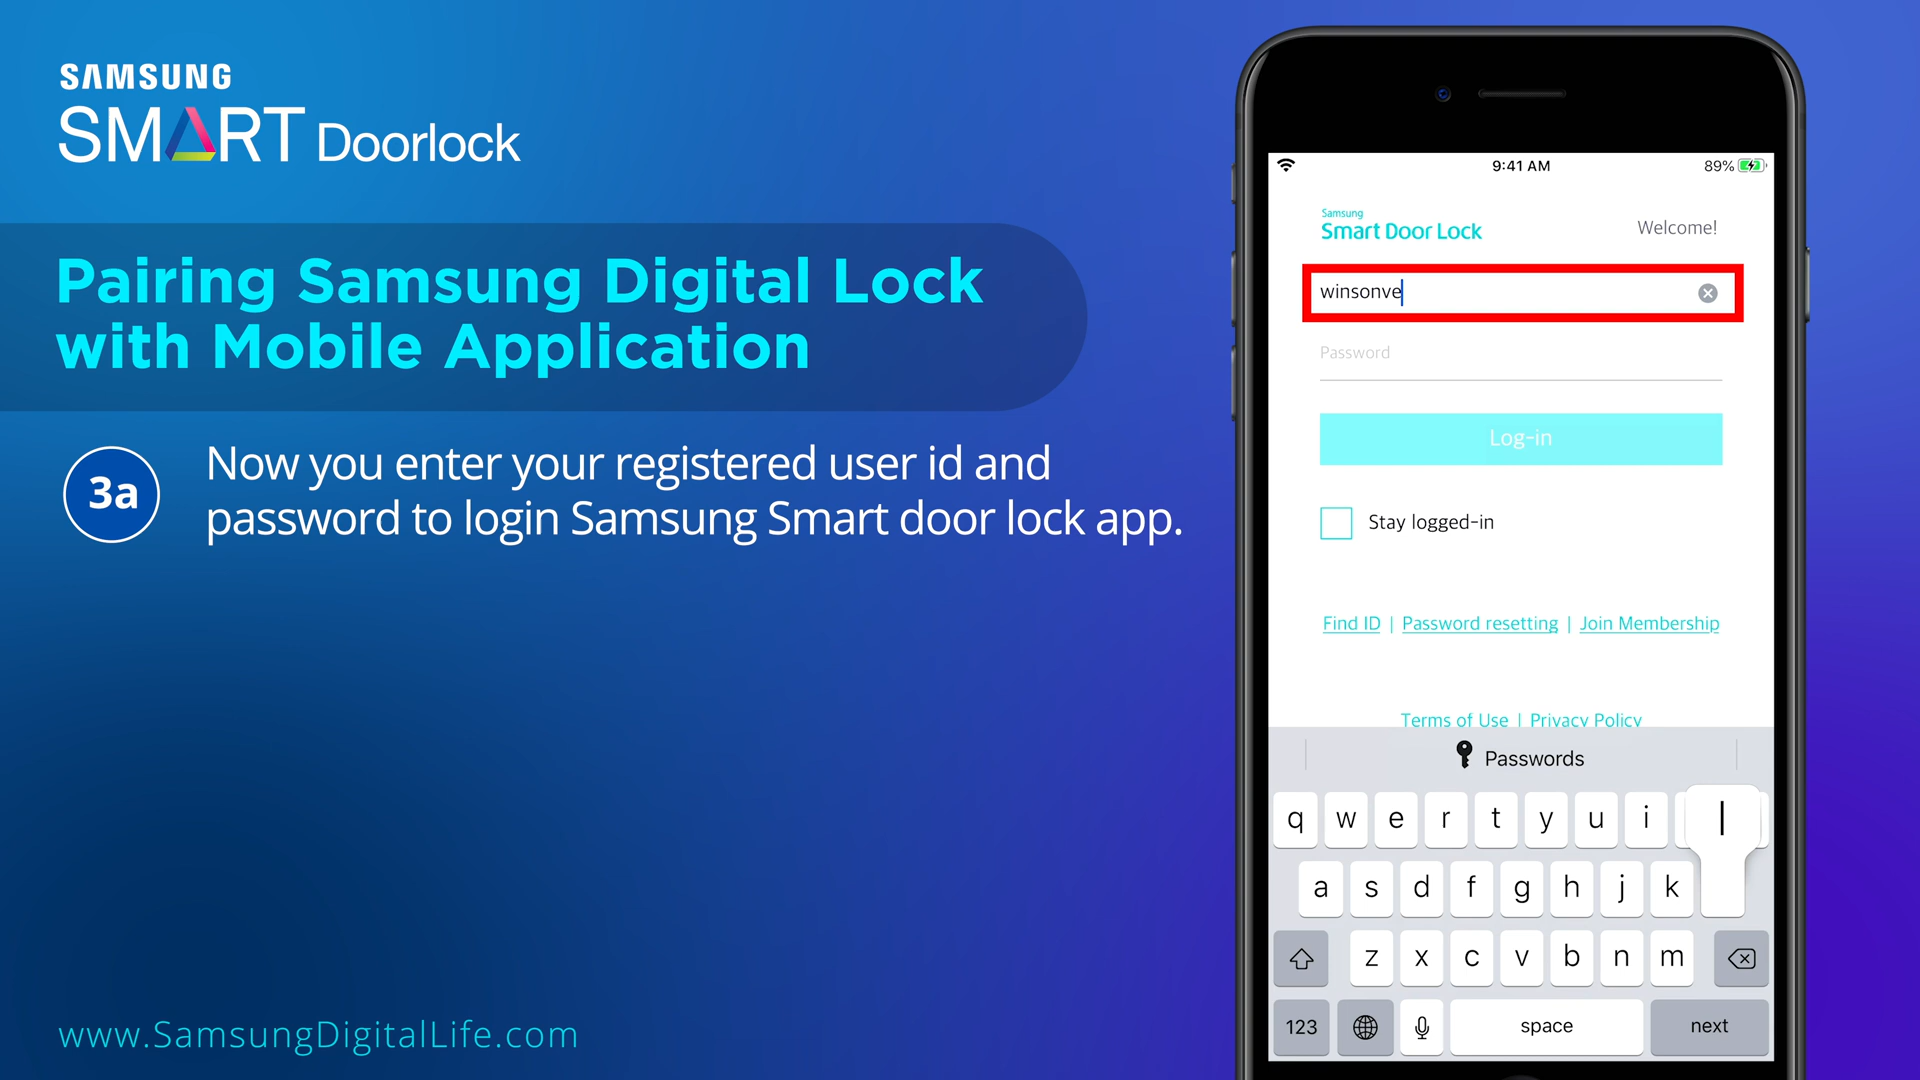 SAMSUNG
SMART Doorlock
Pairing Samsung Digital Lock
with Mobile Application
3a
Now you enter your registered user id and
password to login Samsung Smart door lock app.
www.SamsungDigitalLife.com
9:41 AM
89%
Samsung
Smart Door Lock
Welcome!
winsonve
Password
Log-in
Stay logged-in
Find ID | Password resetting | Join Membership
Terms of Use | Privacy Policy
Passwords
q w e r t y u i
l
a s d f g h j k
z x c v b n m
123 space next